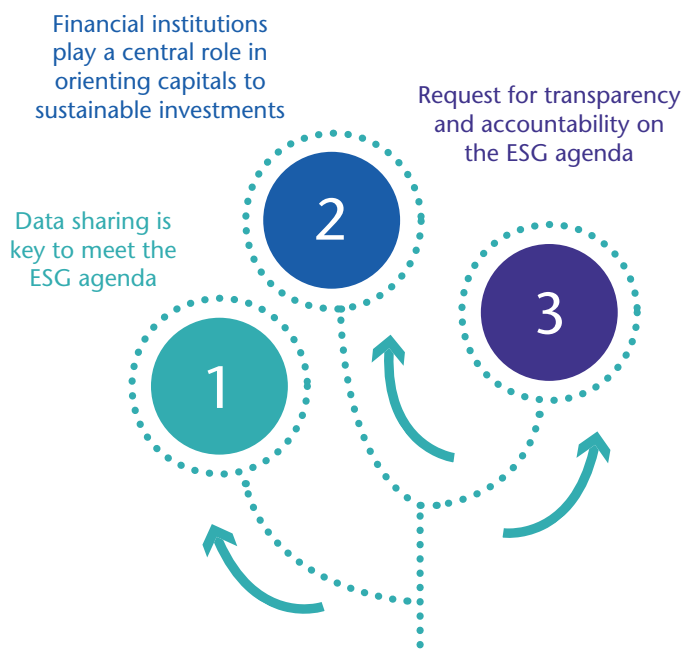 Financial institutions
play a central role in
orienting capitals to
sustainable investments
Request for transparency
and accountability on
the ESG agenda
2
Data sharing is
key to meet the
ESG agenda
3
1